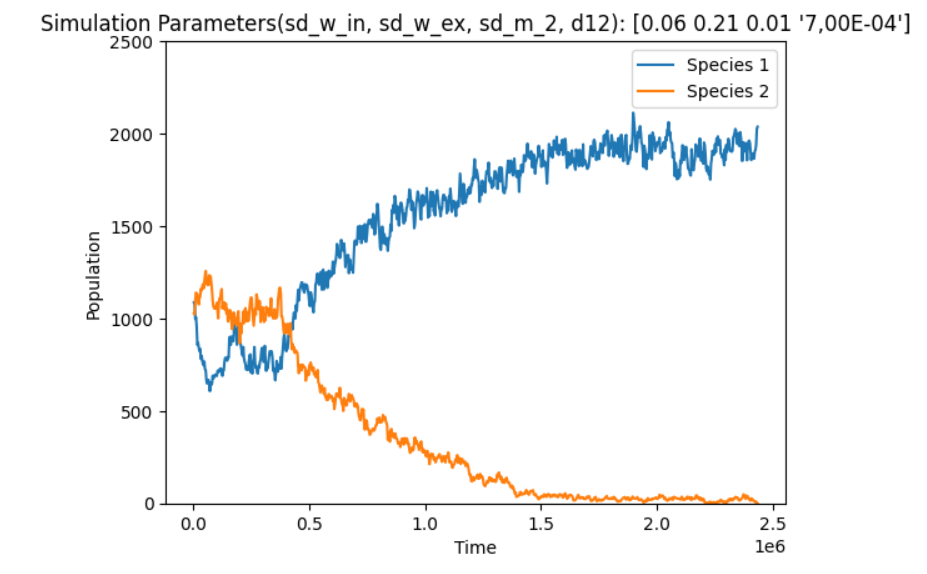 Simulation Parameters(sd_w_in, sd_w_ex, sd_m_2, d12): [0.06 0.21 0.01 '7,00E-04']
2500
Species 1
Species 2
2000
1500
Population
1000
500
0
0.0 0.5 1.0 1.5 2.0 2.5
1e6
Time